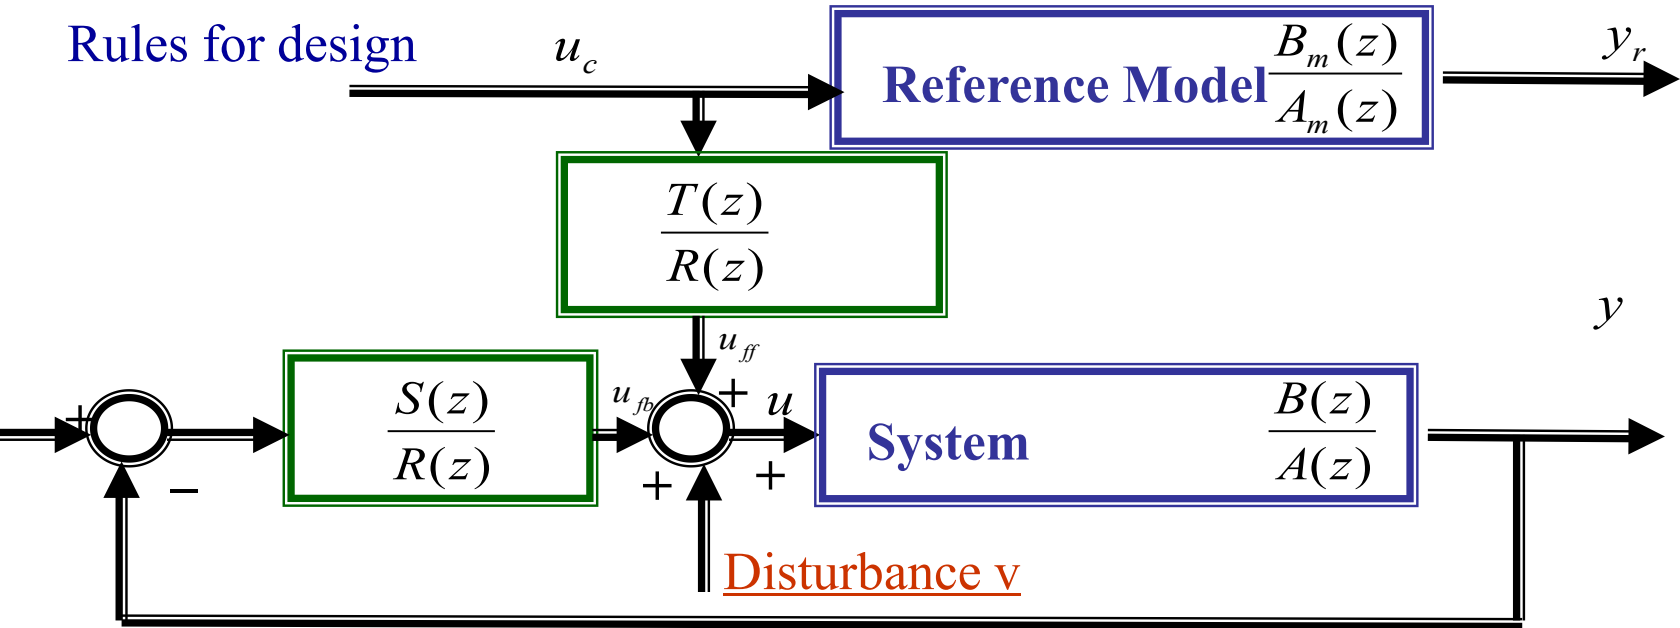 Rules for design
u_c
Reference Model B_m(z)
A_m(z)
y_r
T(z)
R(z)
u_ff
y
+
S(z)
R(z)
u_fb
+
u
System
B(z)
A(z)
−
+
+
Disturbance v